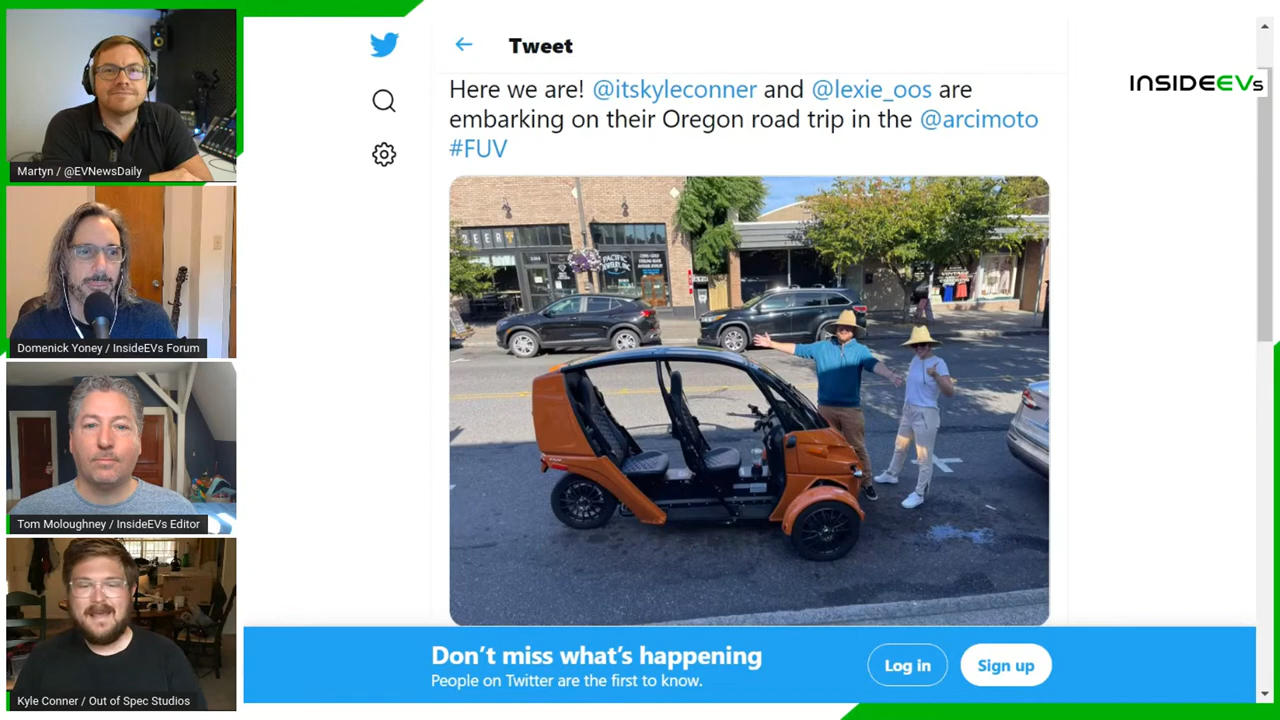 Martyn / @EVNewsDaily
Domenick Yoney / InsideEVs Forum
Tom Moloughney / InsideEVs Editor
Kyle Conner / Out of Spec Studios
Tweet
Here we are! @itskyleconner and @lexie_oos are
embarking on their Oregon road trip in the @arcimoto
#FUV
BEER
PACIFIC
Don't miss what's happening
People on Twitter are the first to know.
Log in
Sign up
INSIDEEVs